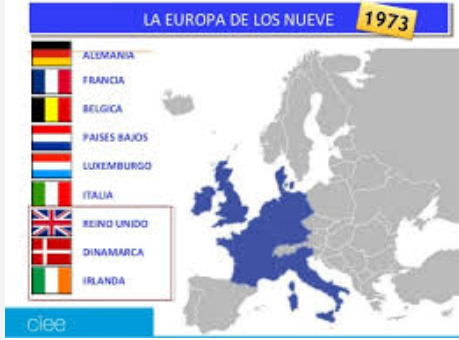 LA EUROPA DE LOS NUEVE 1973
ALEMANIA
FRANCIA
BELGICA
PAISES BAJOS
LUXEMBURGO
ITALIA
REINO UNIDO
DINAMARCA
IRLANDA
ciee